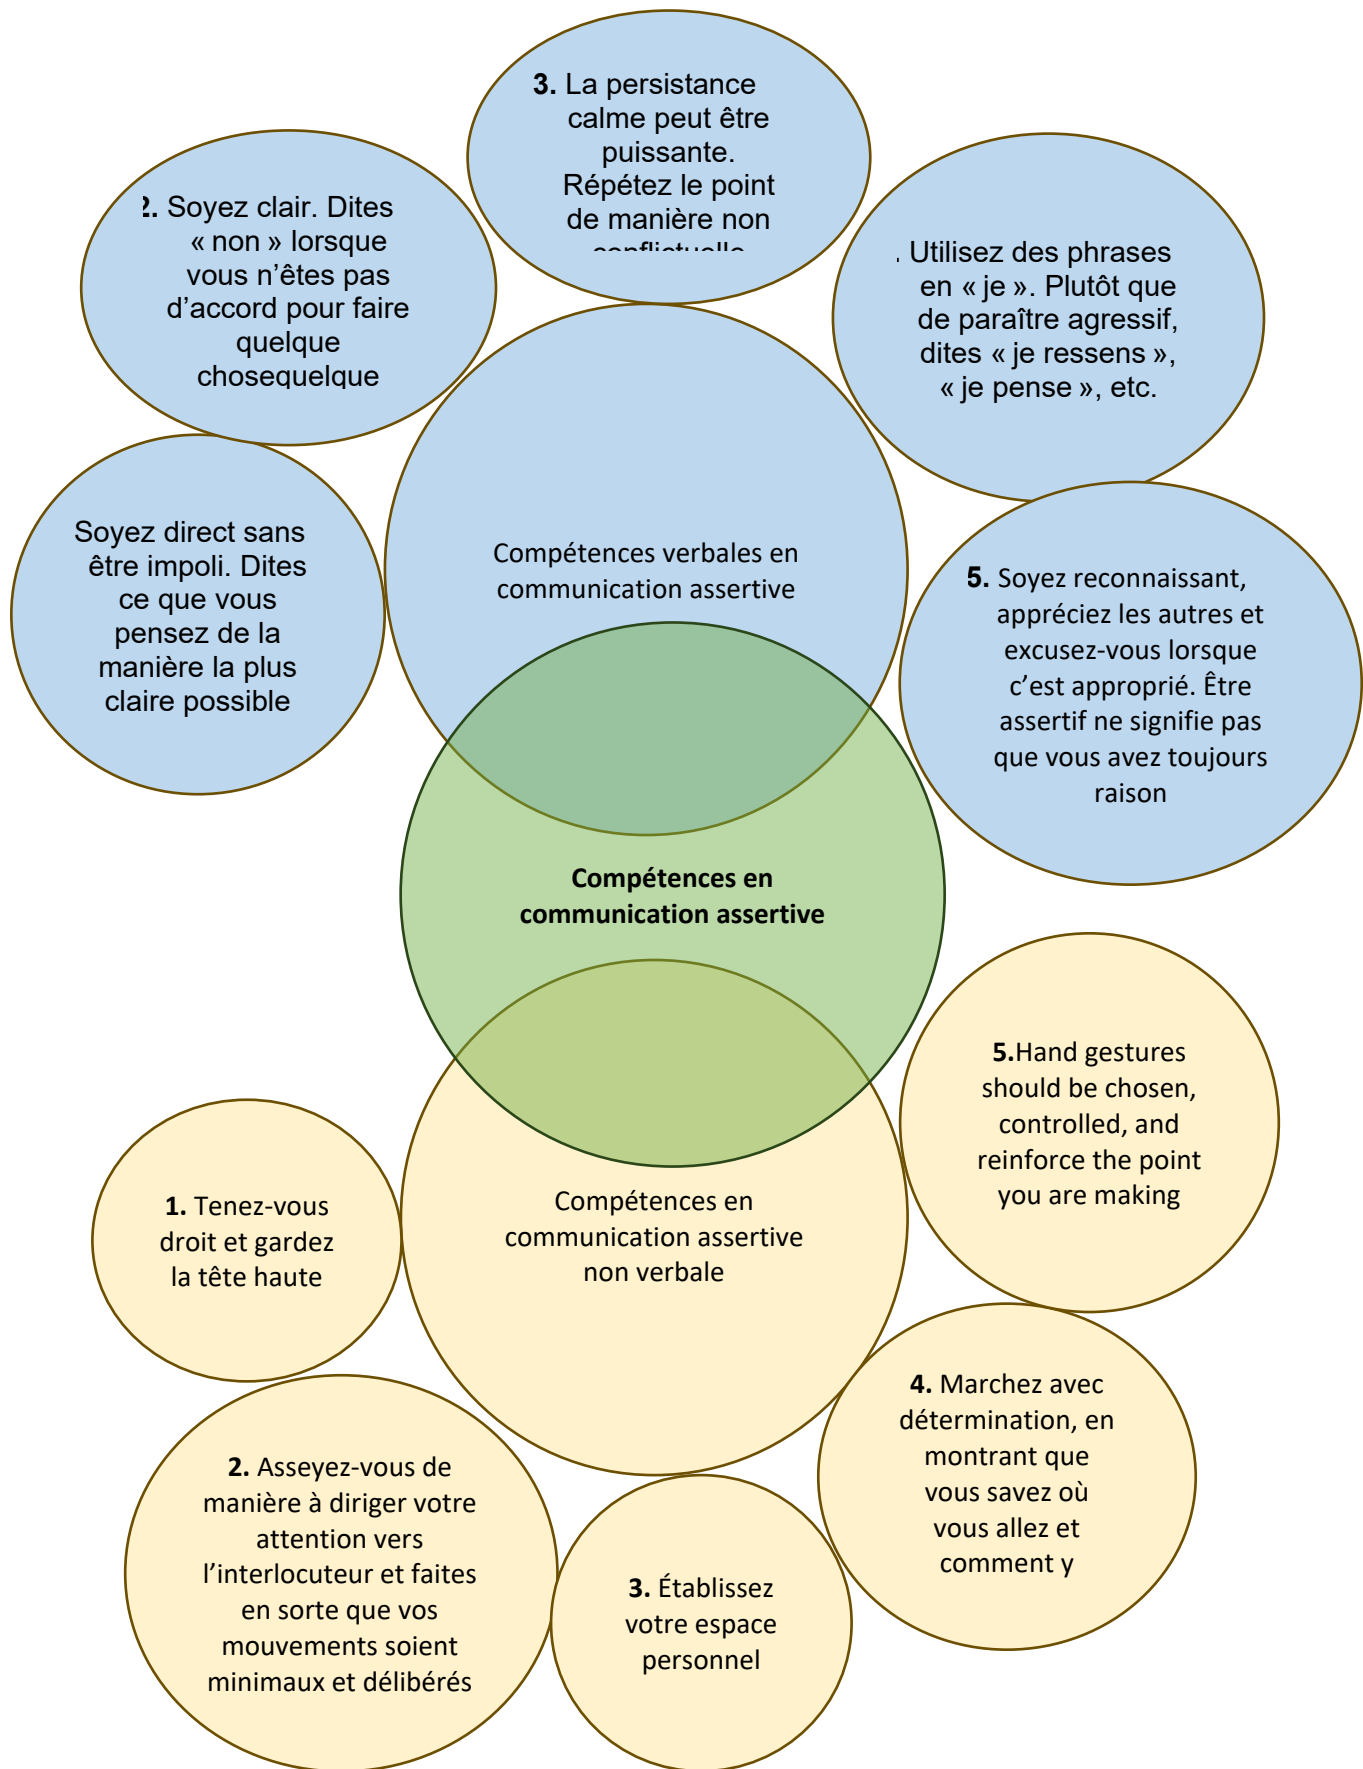 3. La persistance
calme peut être
puissante.
Répétez le point
de manière non
conflictuelle
2. Soyez clair. Dites
« non » lorsque
vous n’êtes pas
d’accord pour faire
quelque
chosequelque
. Utilisez des phrases
en « je ». Plutôt que
de paraître agressif,
dites « je ressens »,
« je pense », etc.
Soyez direct sans
être impoli. Dites
ce que vous
pensez de la
manière la plus
claire possible
Compétences verbales en
communication assertive
5. Soyez reconnaissant,
appréciez les autres et
excusez-vous lorsque
c’est approprié. Être
assertif ne signifie pas
que vous avez toujours
raison
Compétences en
communication assertive
5.Hand gestures
should be chosen,
controlled, and
reinforce the point
you are making
1. Tenez-vous
droit et gardez
la tête haute
Compétences en
communication assertive
non verbale
4. Marchez avec
détermination, en
montrant que
vous savez où
vous allez et
comment y
2. Asseyez-vous de
manière à diriger votre
attention vers
l’interlocuteur et faites
en sorte que vos
mouvements soient
minimaux et délibérés
3. Établissez
votre espace
personnel